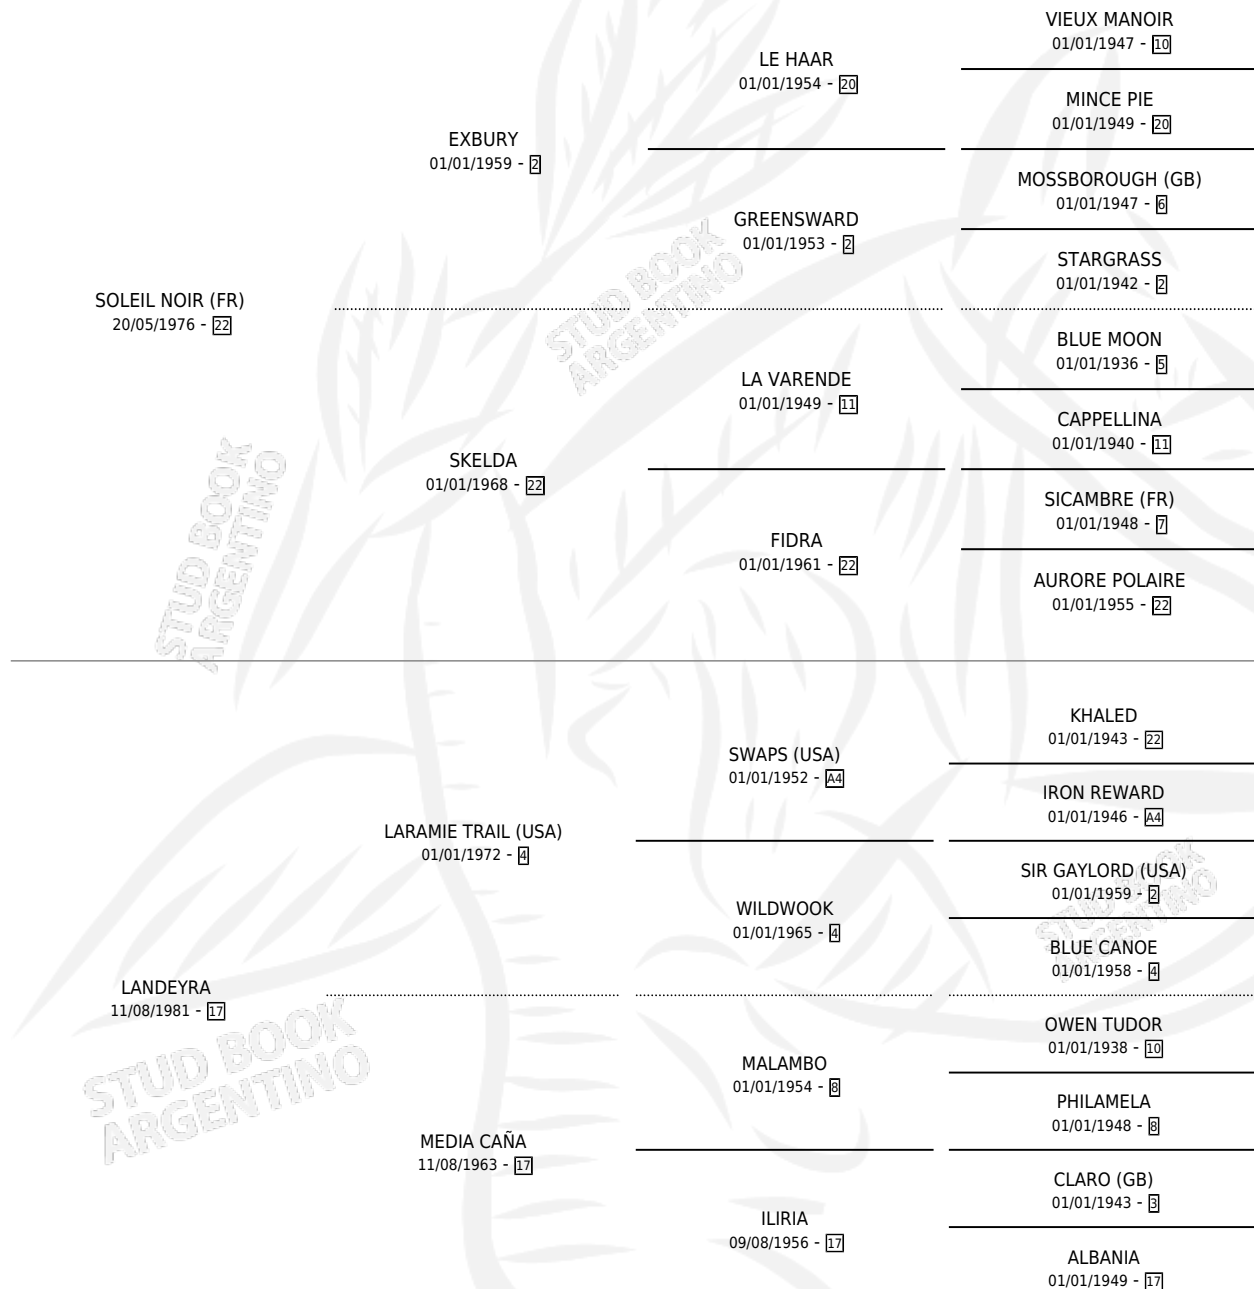 VIEUX MANOIR
01/01/1947 - 10
LE HAAR
01/01/1954 - 20
MINCE PIE
01/01/1949 - 20
EXBURY
01/01/1959 - 2
MOSSBOROUGH (GB)
01/01/1947 - 6
GREENSWARD
01/01/1953 - 2
STARGRASS
01/01/1942 - 2
SOLEIL NOIR (FR)
20/05/1976 - 22
BLUE MOON
01/01/1936 - 5
LA VARENDE
01/01/1949 - 11
CAPPELLINA
01/01/1940 - 11
SKELDA
01/01/1968 - 22
SICAMBRE (FR)
01/01/1948 - 7
FIDRA
01/01/1961 - 22
AURORE POLAIRE
01/01/1955 - 22
STUD BOOK
ARGENTINO
STUD BOOK
ARGENTINO
KHALED
01/01/1943 - 22
SWAPS (USA)
01/01/1952 - A4
IRON REWARD
01/01/1946 - A4
LARAMIE TRAIL (USA)
01/01/1972 - 4
SIR GAYLORD (USA)
01/01/1959 - 2
WILDWOOK
01/01/1965 - 4
BLUE CANOE
01/01/1958 - 4
LANDEYRA
11/08/1981 - 17
OWEN TUDOR
01/01/1938 - 10
MALAMBO
01/01/1954 - 8
PHILAMELA
01/01/1948 - 8
MEDIA CAÑA
11/08/1963 - 17
CLARO (GB)
01/01/1943 - 3
ILIRIA
09/08/1956 - 17
ALBANIA
01/01/1949 - 17
STUD BOOK
ARGENTINO
STUD BOOK
ARGENTINO